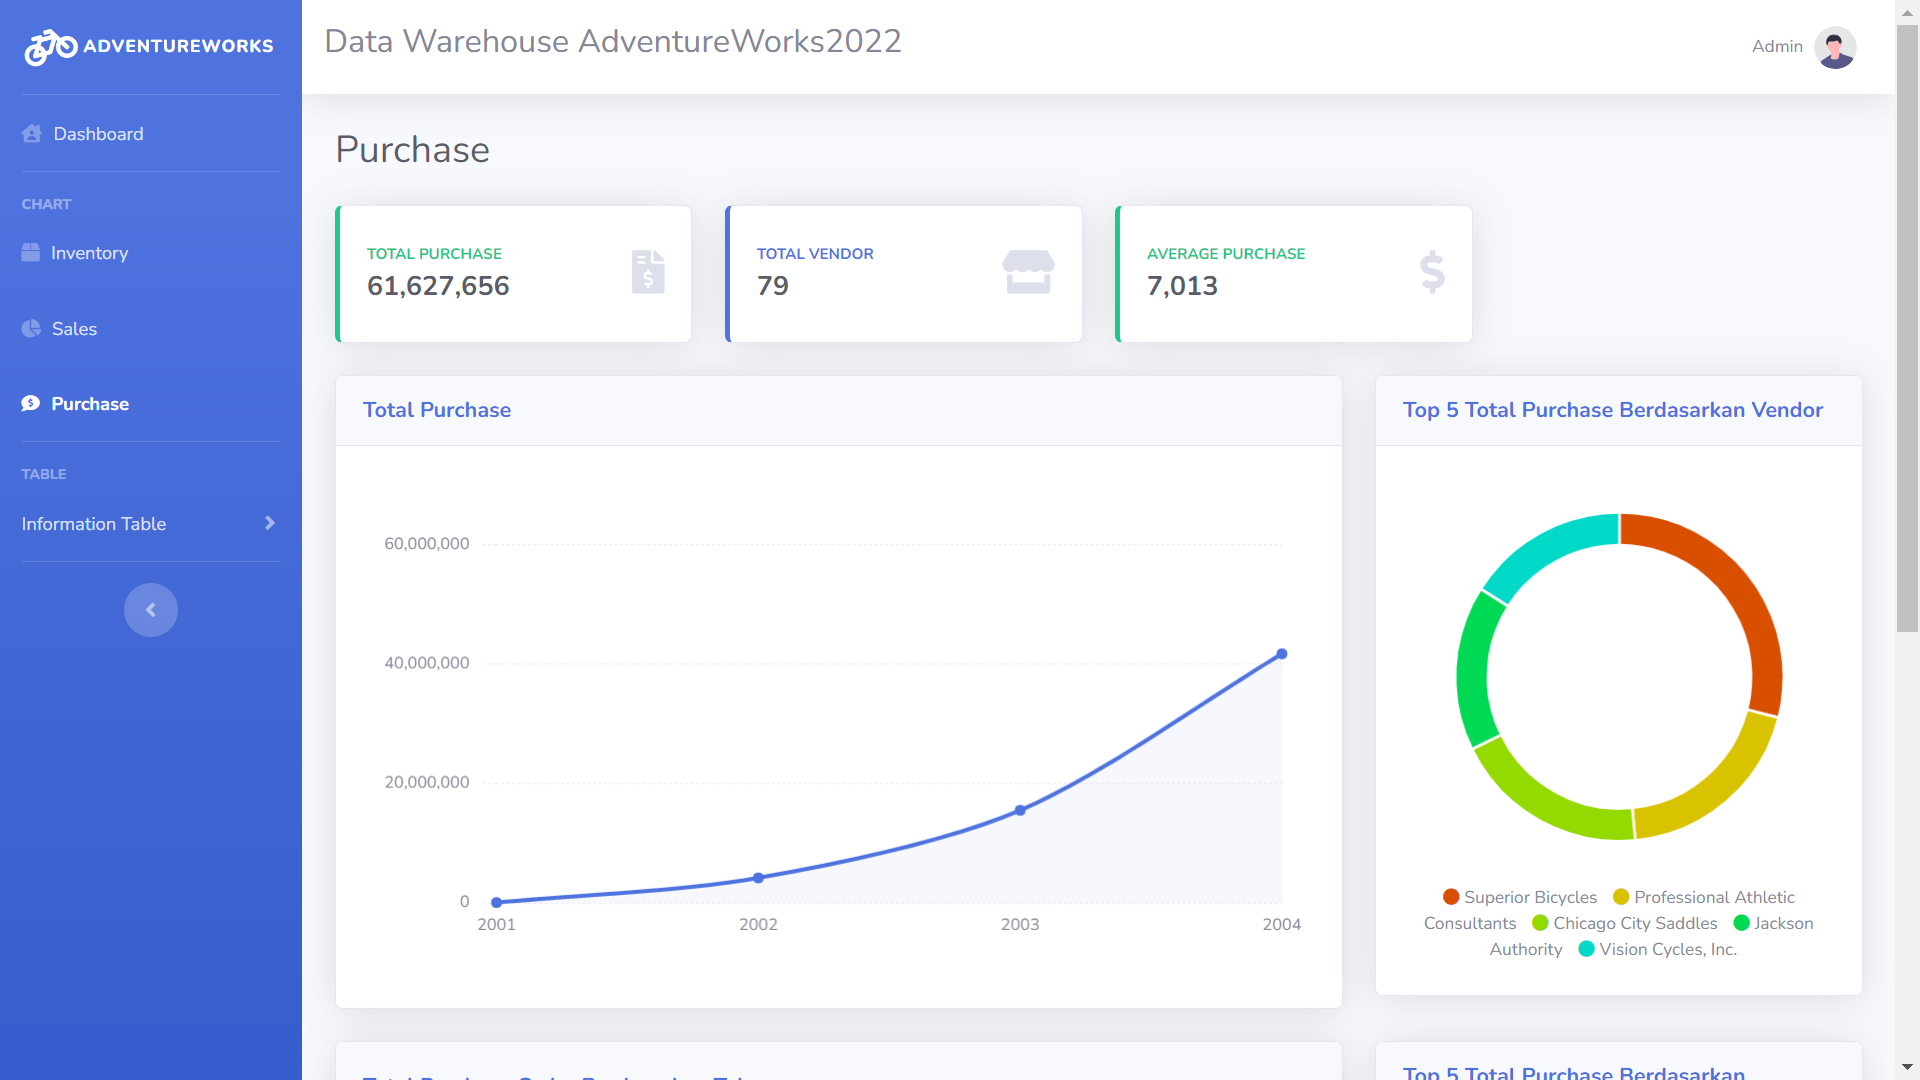 ADVENTUREWORKS
Dashboard
CHART
Inventory
Sales
Purchase
TABLE
Information Table
Data Warehouse AdventureWorks2022
Admin
Purchase
TOTAL PURCHASE
61,627,656
TOTAL VENDOR
79
AVERAGE PURCHASE
7,013
Total Purchase
60,000,000
40,000,000
20,000,000
0
2001 2002 2003 2004
Top 5 Total Purchase Berdasarkan Vendor
Superior Bicycles Professional Athletic
Consultants Chicago City Saddles Jackson
Authority Vision Cycles, Inc.
Top 5 Total Purchase Berdasarkan